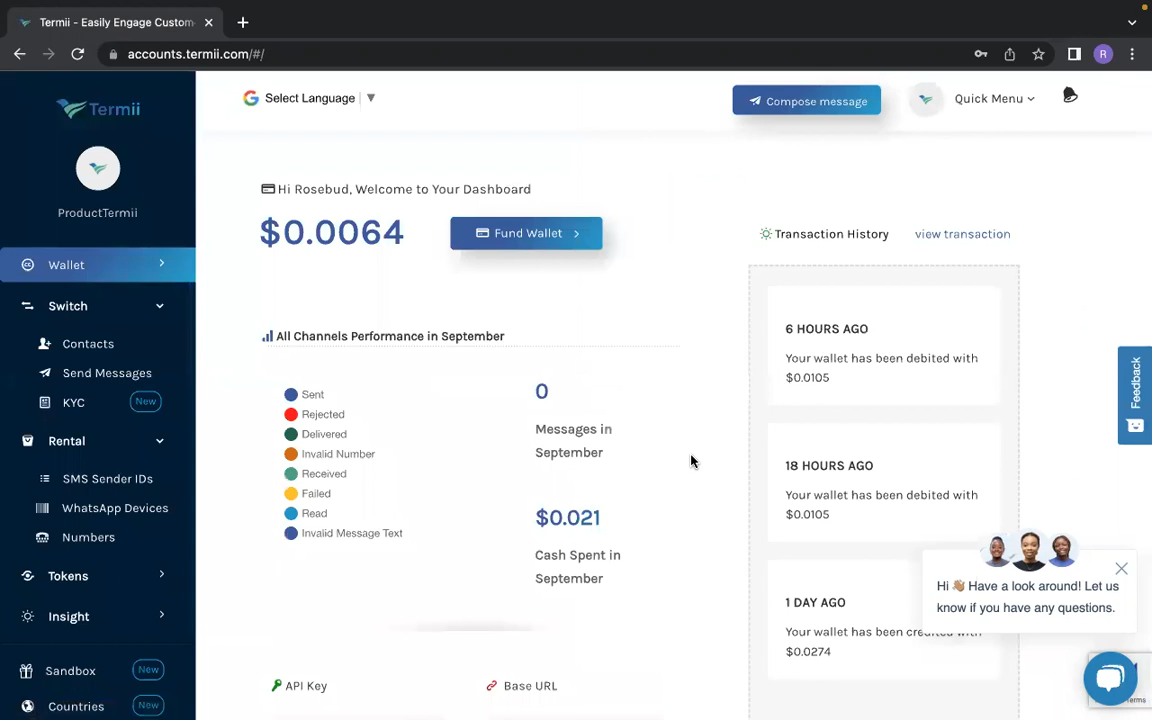 Termii - Easily Engage Custom
accounts.termii.com/#/
R
Termii
ProductTermii
Wallet
Switch
Contacts
Send Messages
KYC New
Rental
SMS Sender IDs
WhatsApp Devices
Numbers
Tokens
Insight
Sandbox New
Countries New
Select Language
Compose message
Quick Menu
Hi Rosebud, Welcome to Your Dashboard
$0.0064
Fund Wallet
All Channels Performance in September
Sent
Rejected
Delivered
Invalid Number
Received
Failed
Read
Invalid Message Text
0
Messages in
September
$0.021
Cash Spent in
September
API Key
Base URL
Transaction History view transaction
6 HOURS AGO
Your wallet has been debited with
$0.0105
18 HOURS AGO
Your wallet has been debited with
$0.0105
1 DAY AGO
Your wallet has been credited with
$0.0274
Feedback
Hi 👋🏽 Have a look around! Let us
know if you have any questions.
Terms